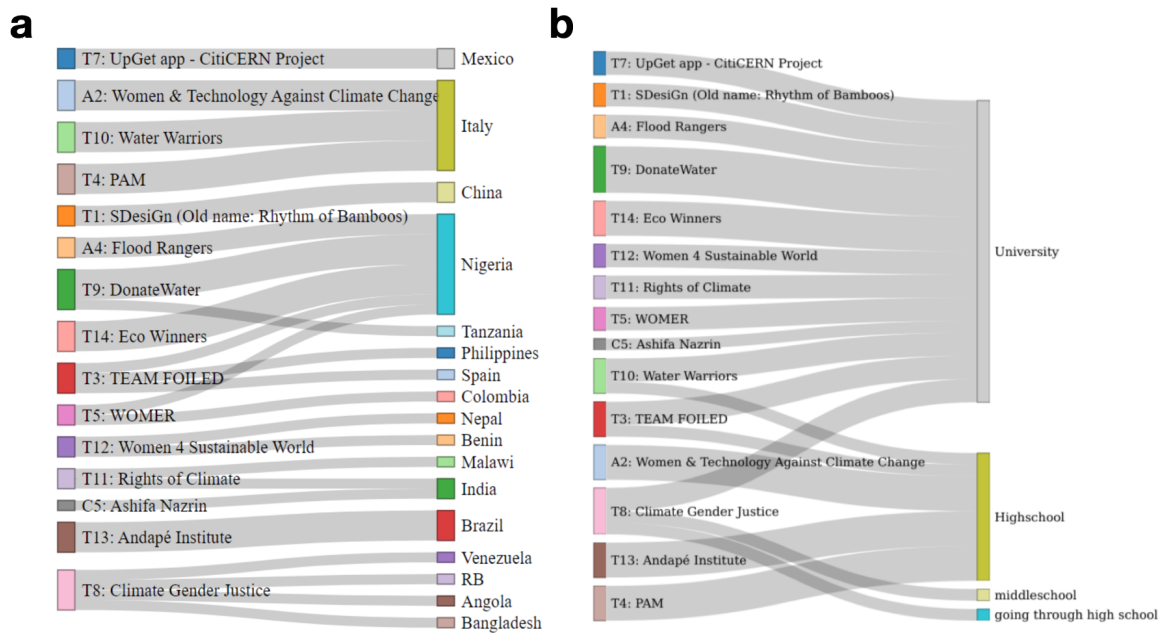 a
T7: UpGet app - CitiCERN Project
A2: Women & Technology Against Climate Change
T10: Water Warriors
T4: PAM
T1: SDesiGn (Old name: Rhythm of Bamboos)
A4: Flood Rangers
T9: DonateWater
T14: Eco Winners
T3: TEAM FOILED
T5: WOMER
T12: Women 4 Sustainable World
T11: Rights of Climate
C5: Ashifa Nazrin
T13: Andapé Institute
T8: Climate Gender Justice
Mexico
Italy
China
Nigeria
Tanzania
Philippines
Spain
Colombia
Nepal
Benin
Malawi
India
Brazil
Venezuela
RB
Angola
Bangladesh
b
T7: UpGet app - CitiCERN Project
T1: SDesiGn (Old name: Rhythm of Bamboos)
A4: Flood Rangers
T9: DonateWater
T14: Eco Winners
T12: Women 4 Sustainable World
T11: Rights of Climate
T5: WOMER
C5: Ashifa Nazrin
T10: Water Warriors
T3: TEAM FOILED
A2: Women & Technology Against Climate Change
T8: Climate Gender Justice
T13: Andapé Institute
T4: PAM
University
Highschool
middleschool
going through high school